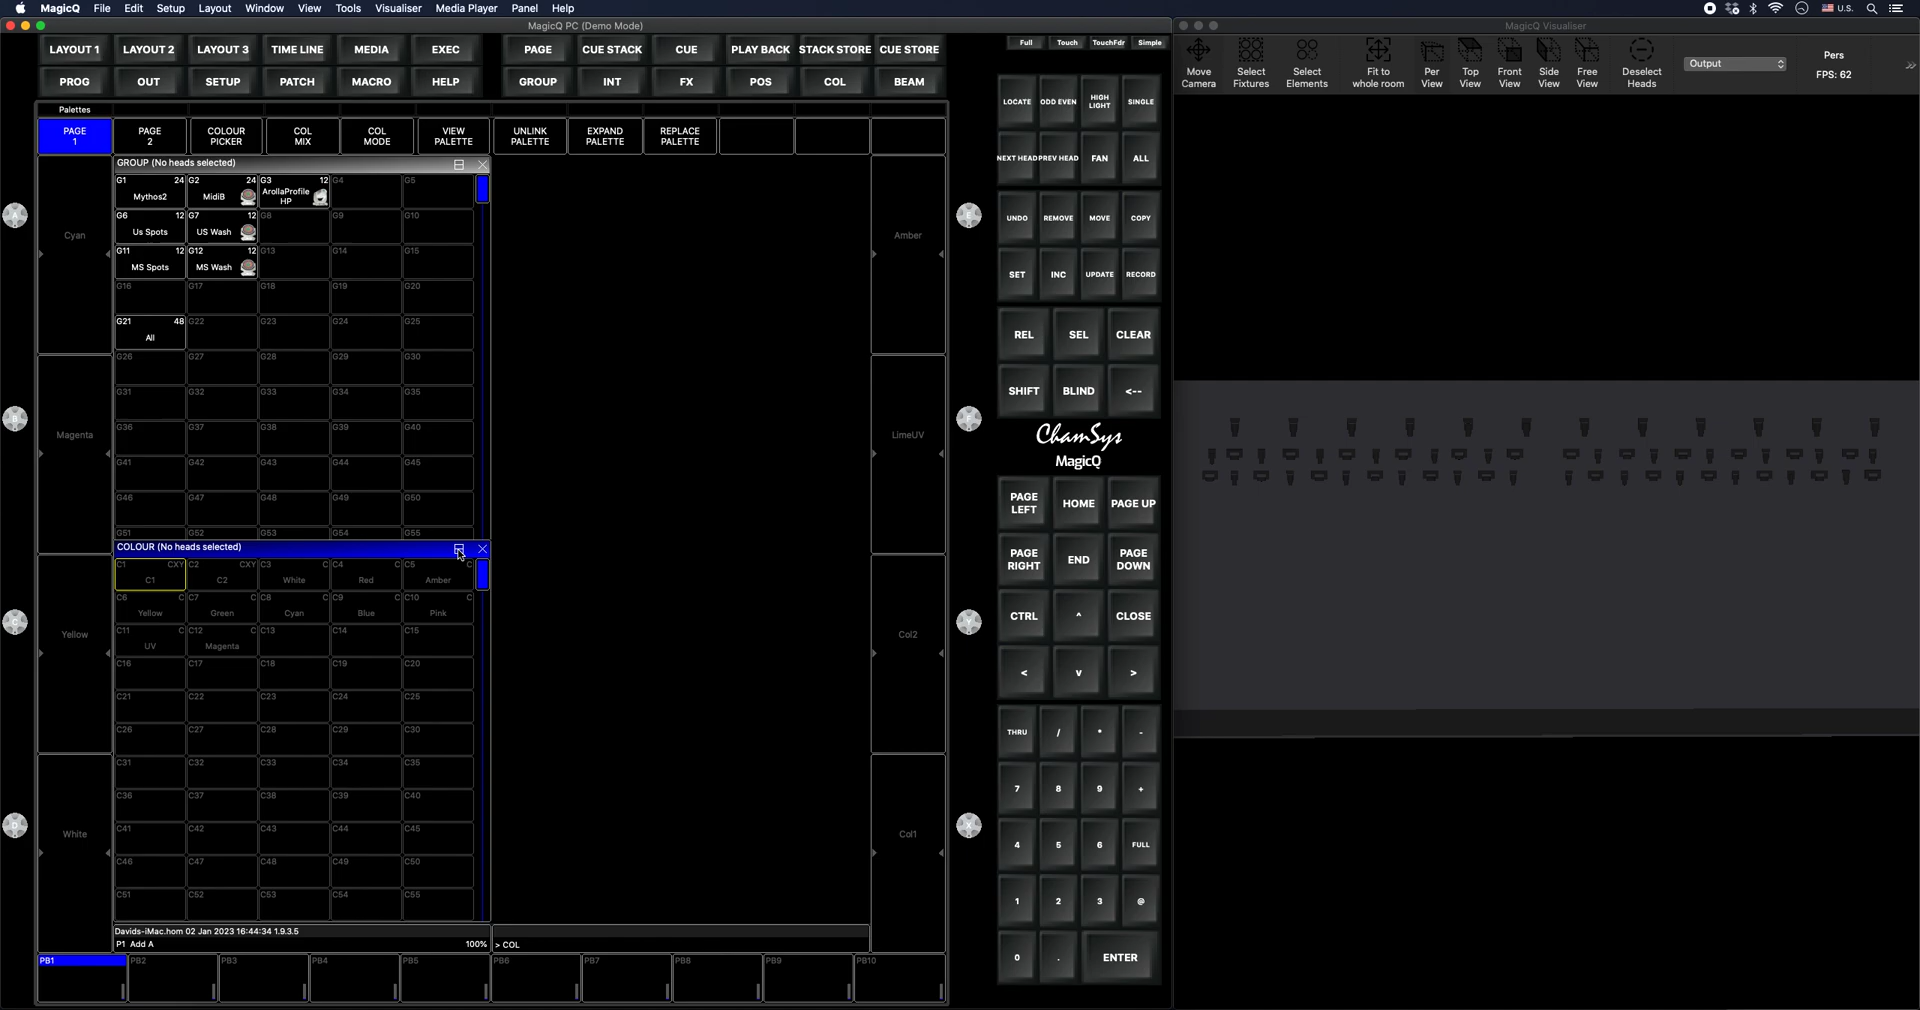 MagicQ File Edit Setup Layout Window View Tools Visualiser Media Player Panel Help U.S.
MagicQ PC (Demo Mode)
MagicQ Visualiser
LAYOUT 1 LAYOUT 2 LAYOUT 3 TIME LINE MEDIA EXEC PAGE CUE STACK CUE PLAY BACK STACK STORE CUE STORE
PROG OUT SETUP PATCH MACRO HELP GROUP INT FX POS COL BEAM
Full Touch TouchFdr Simple
Move Camera
Select Fixtures
Select Elements
Fit to whole room
Per View
Top View
Front View
Side View
Free View
Deselect Heads
Output
Pers
FPS: 62
Palettes
PAGE 1
PAGE 2
COLOUR PICKER
COL MIX
COL MODE
VIEW PALETTE
UNLINK PALETTE
EXPAND PALETTE
REPLACE PALETTE
GROUP (No heads selected)
G1 24 G2 24 G3 12 G4 G5
Mythos2 MidiB ArollaProfile HP
G6 12 G7 12 G8 G9 G10
Us Spots US Wash
G11 12 G12 12 G13 G14 G15
MS Spots MS Wash
G16 G17 G18 G19 G20
G21 48 G22 G23 G24 G25
All
G26 G27 G28 G29 G30
G31 G32 G33 G34 G35
G36 G37 G38 G39 G40
G41 G42 G43 G44 G45
G46 G47 G48 G49 G50
G51 G52 G53 G54 G55
COLOUR (No heads selected)
C1 CXY C2 CXY C3 C C4 C C5 C
C1 C2 White Red Amber
C6 C C7 C C8 C C9 C C10 C
Yellow Green Cyan Blue Pink
C11 C C12 C C13 C14 C15
UV Magenta
C16 C17 C18 C19 C20
C21 C22 C23 C24 C25
C26 C27 C28 C29 C30
C31 C32 C33 C34 C35
C36 C37 C38 C39 C40
C41 C42 C43 C44 C45
C46 C47 C48 C49 C50
C51 C52 C53 C54 C55
Davids-iMac.hom 02 Jan 2023 16:44:34 1.9.3.5
P1 Add A 100% > COL
PB1 PB2 PB3 PB4 PB5 PB6 PB7 PB8 PB9 PB10
Cyan
Magenta
Yellow
White
Amber
LimeUV
Col2
Col1
A
B
C
D
E
F
Y
X
LOCATE ODD EVEN HIGH LIGHT SINGLE
NEXT HEAD PREV HEAD FAN ALL
UNDO REMOVE MOVE COPY
SET INC UPDATE RECORD
REL SEL CLEAR
SHIFT BLIND <--
ChamSys
MagicQ
PAGE LEFT HOME PAGE UP
PAGE RIGHT END PAGE DOWN
CTRL ^ CLOSE
< v >
THRU / * -
7 8 9 +
4 5 6 FULL
1 2 3 @
0 . ENTER